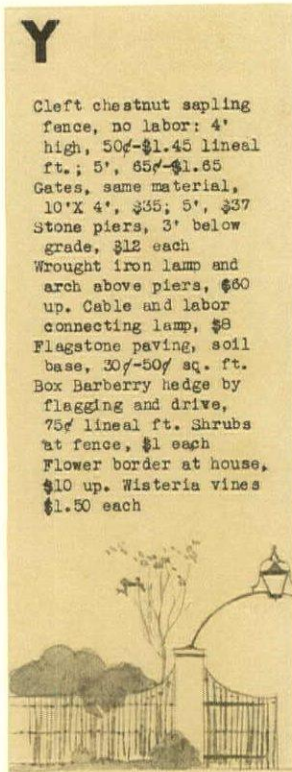 Y
Cleft chestnut sapling
fence, no labor: 4'
high, 50¢-$1.45 lineal
ft.; 5', 65¢-$1.65
Gates, same material,
10'X 4', $35; 5', $37
Stone piers, 3' below
grade, $12 each
Wrought iron lamp and
arch above piers, $60
up. Cable and labor
connecting lamp, $8
Flagstone paving, soil
base, 30¢-50¢ sq. ft.
Box Barberry hedge by
flagging and drive,
75¢ lineal ft. Shrubs
at fence, $1 each
Flower border at house,
$10 up. Wisteria vines
$1.50 each